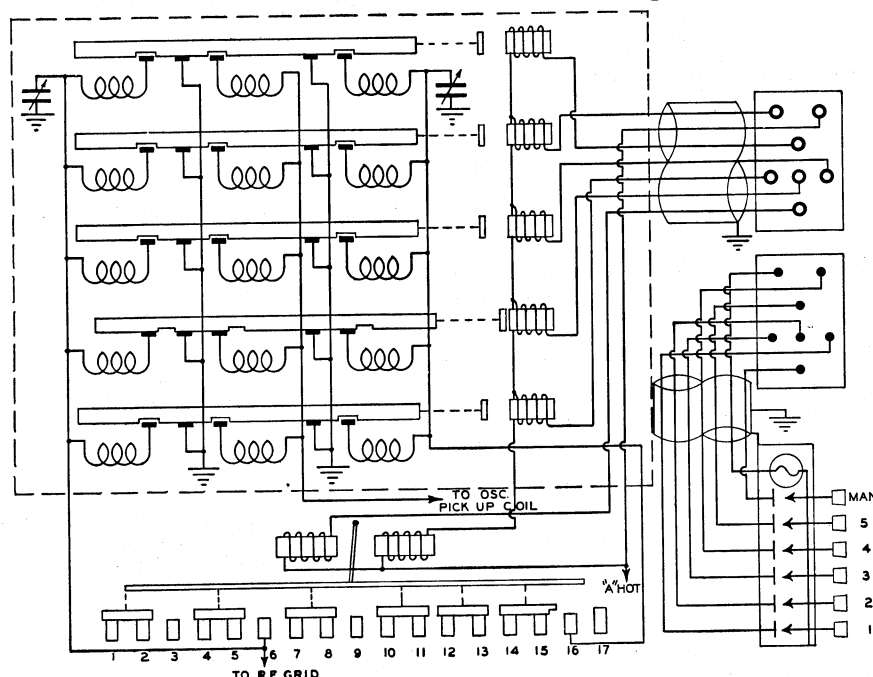 TO OSC.
PICK UP COIL
"A" HOT
MAN
5
4
3
2
1
1 2 3 4 5 6 7 8 9 10 11 12 13 14 15 16 17
TO R.F. GRID